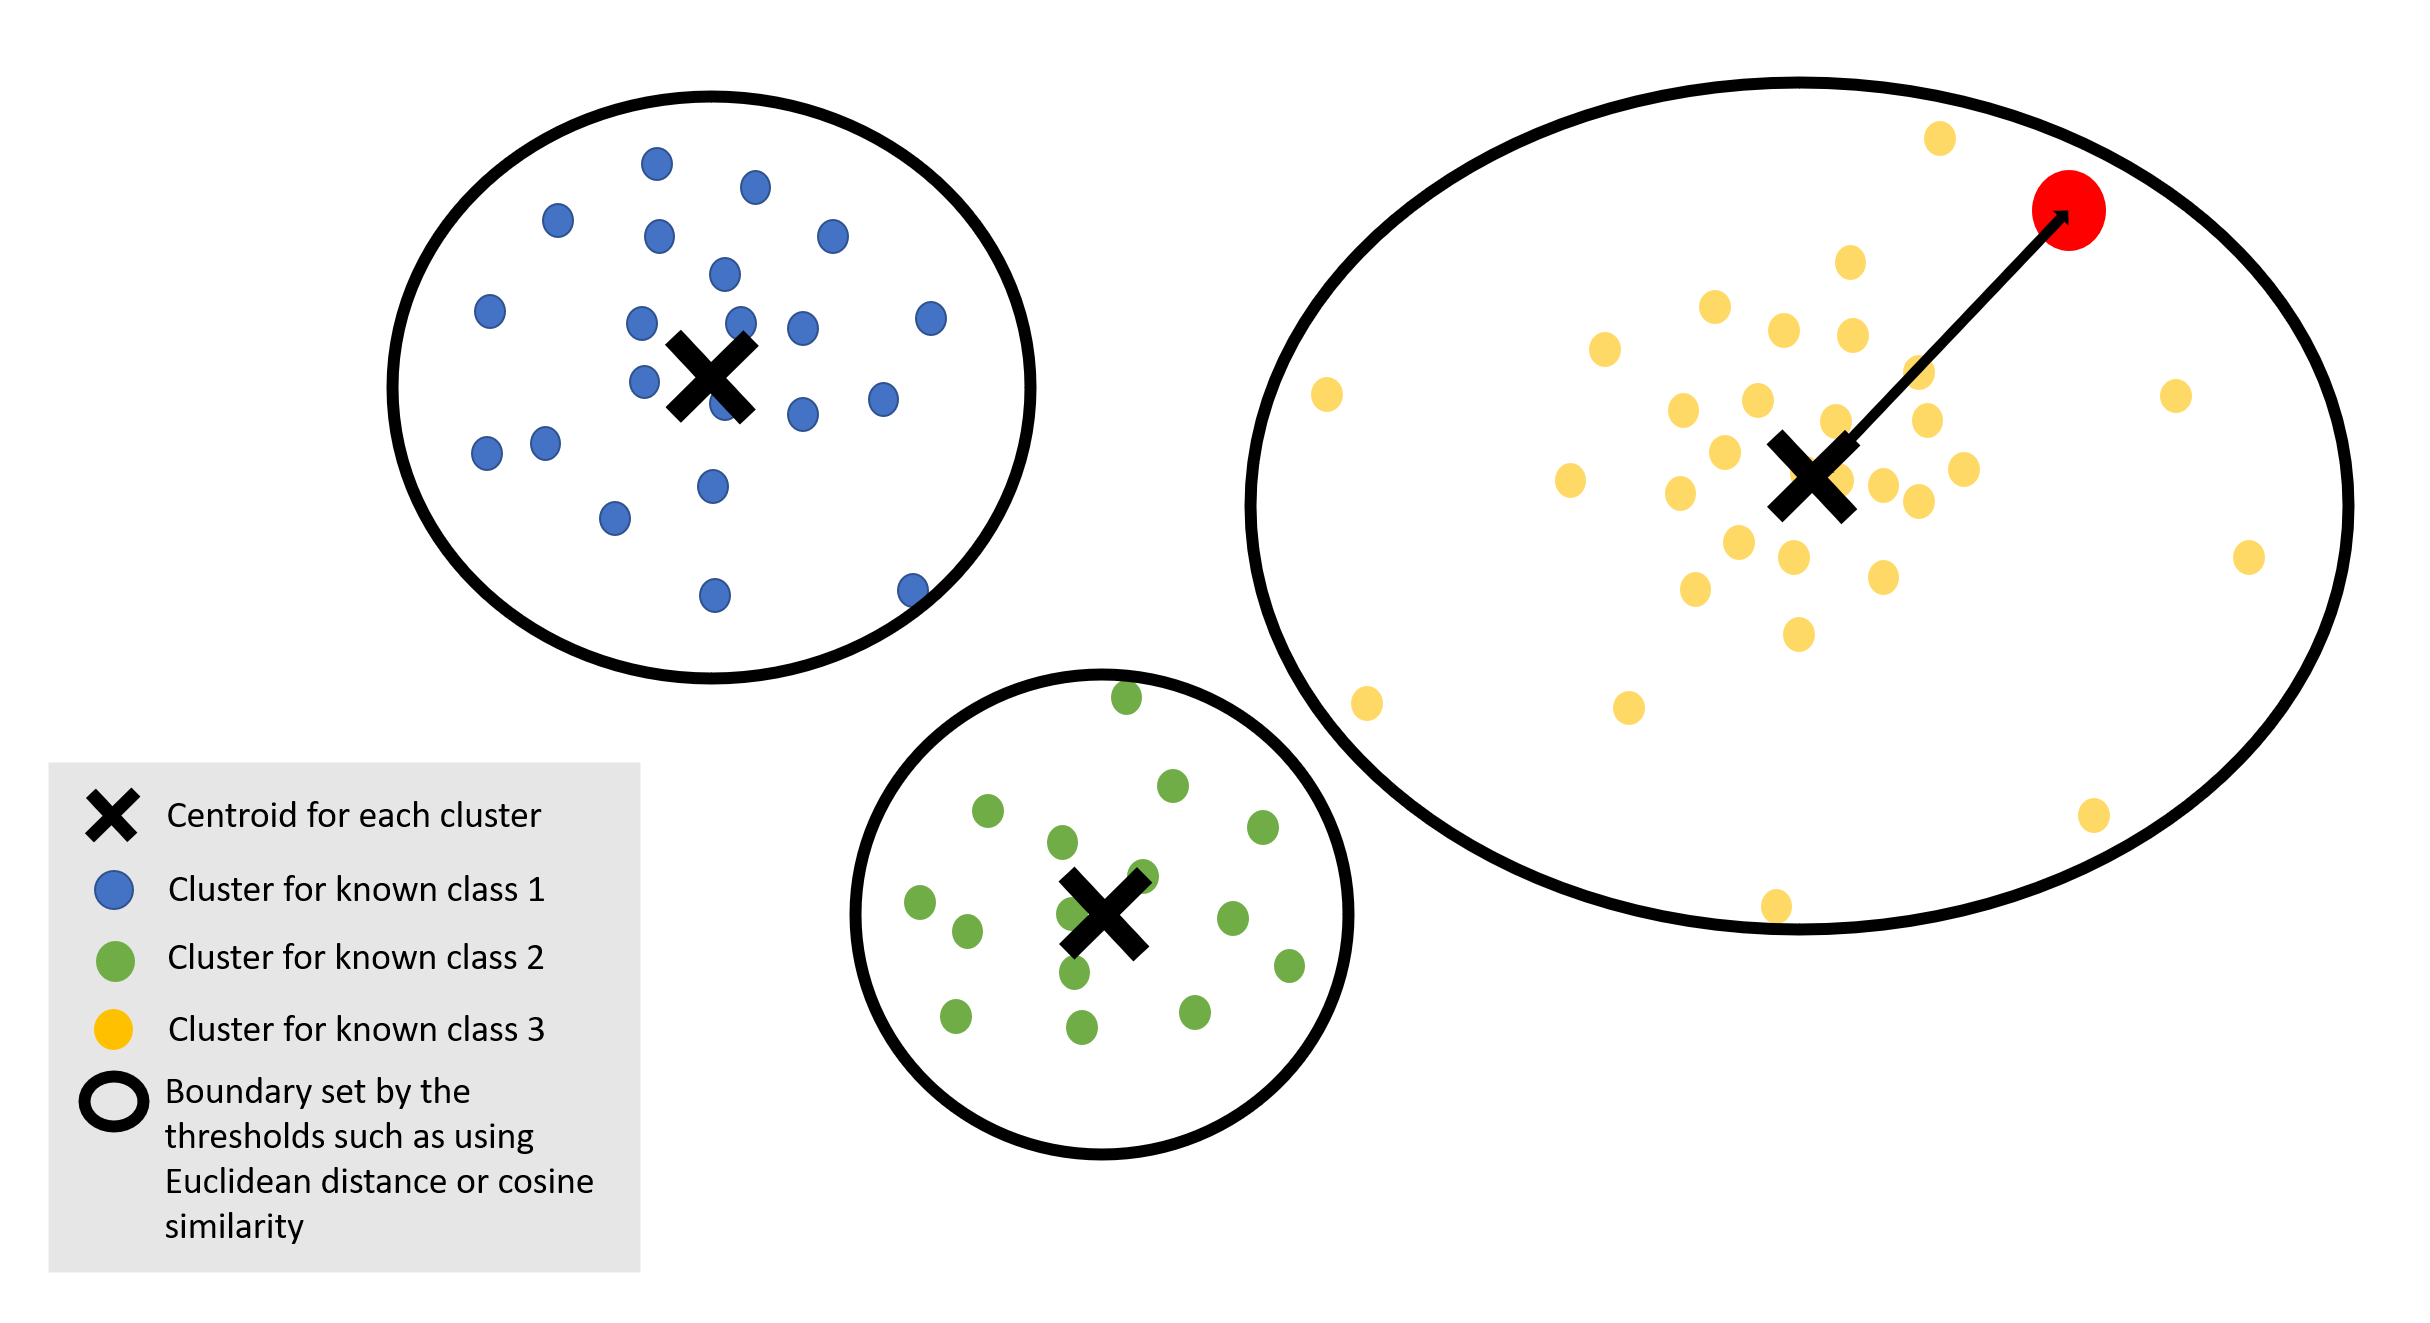 Centroid for each cluster
Cluster for known class 1
Cluster for known class 2
Cluster for known class 3
Boundary set by the
thresholds such as using
Euclidean distance or cosine
similarity